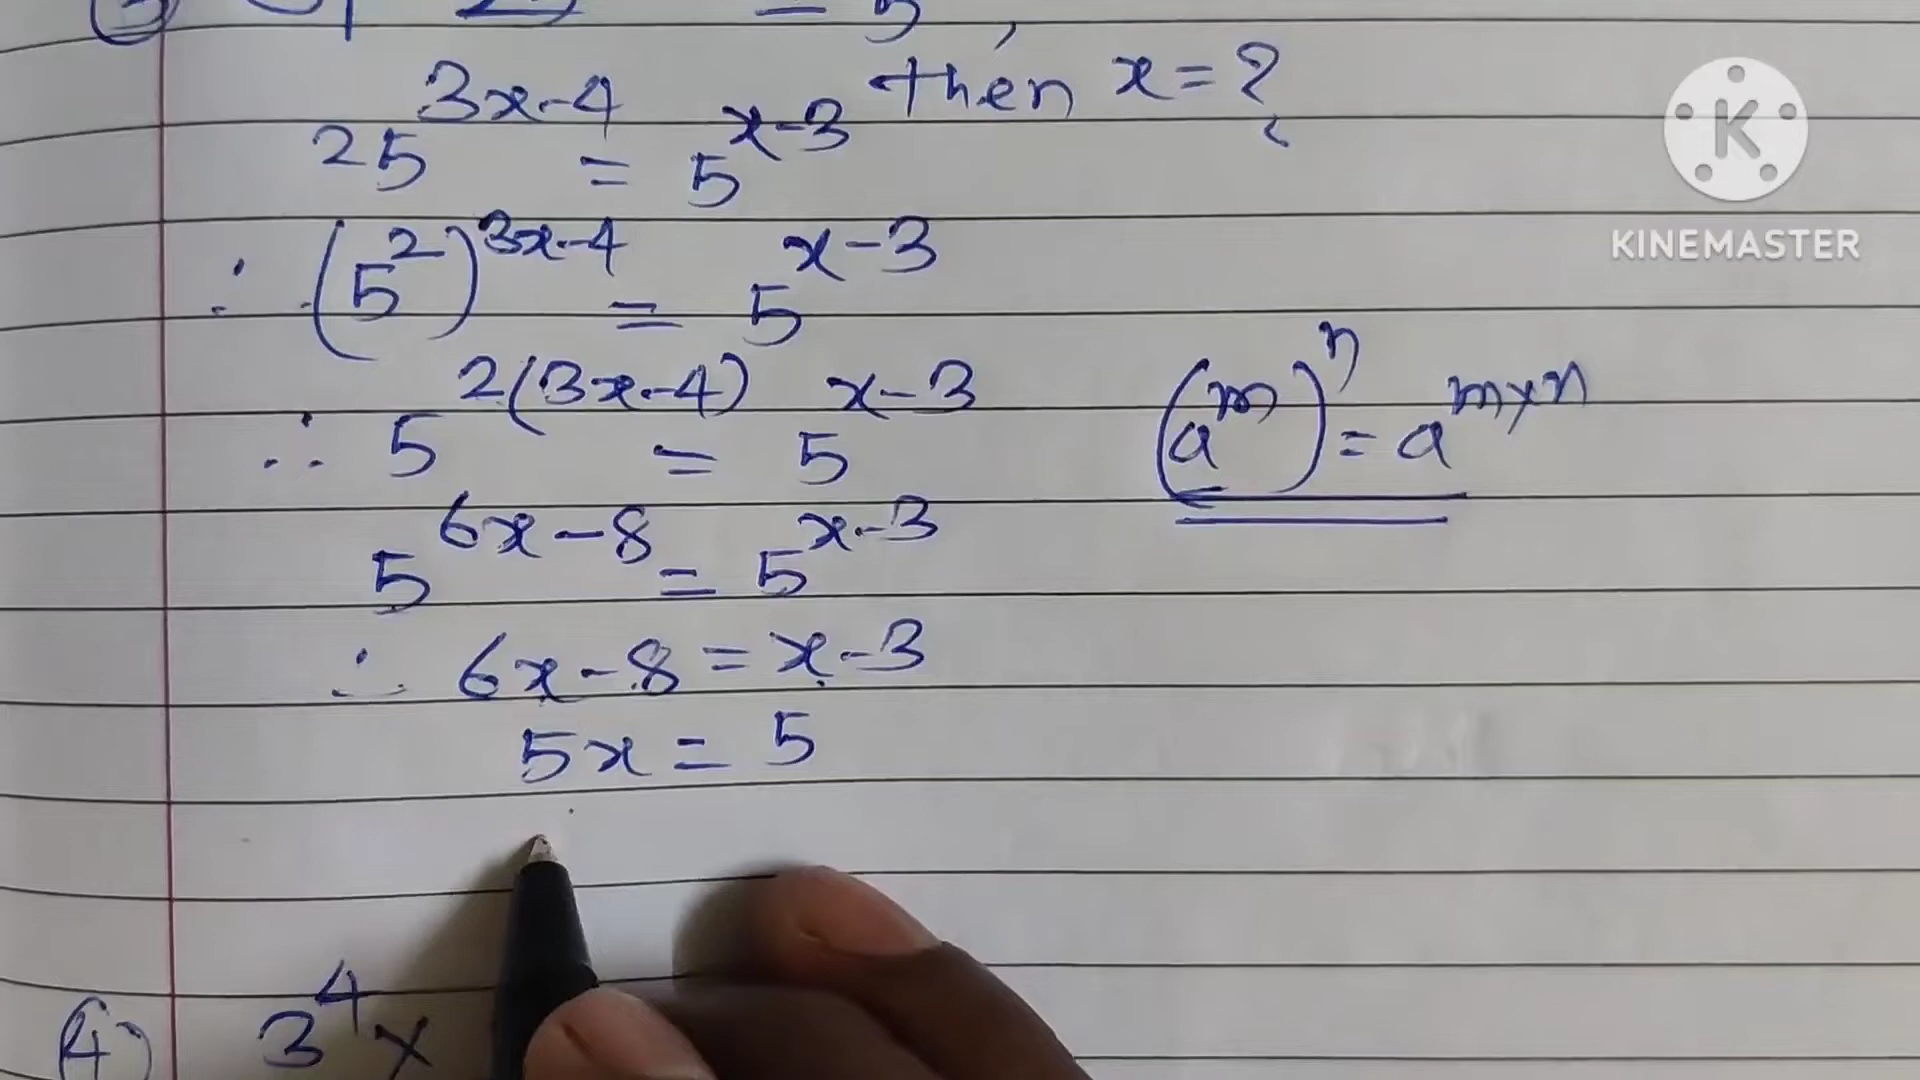 then x = ?
25^{3x-4} = 5^{x-3}
∴ (5^2)^{3x-4} = 5^{x-3}
∴ 5^{2(3x-4)} = 5^{x-3}
(a^m)^n = a^{m×n}
5^{6x-8} = 5^{x-3}
∴ 6x-8 = x-3
5x = 5
(4) 3^4 ×
K
KINEMASTER